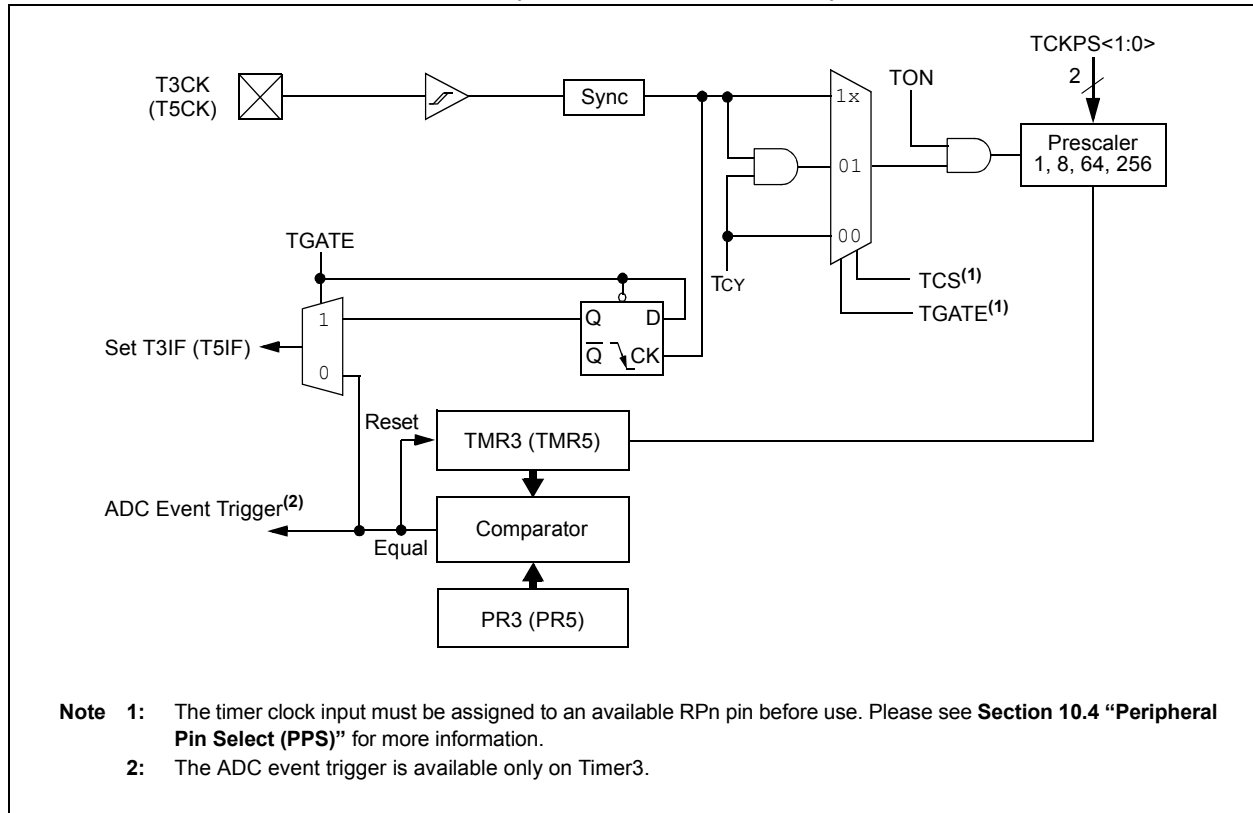 TCKPS<1:0>
2
T3CK
(T5CK)
Sync
TON
1x
Prescaler
1, 8, 64, 256
01
00
TGATE
TCY
TCS(1)
TGATE(1)
1
Q
D
Set T3IF (T5IF)
Q
CK
0
Reset
TMR3 (TMR5)
ADC Event Trigger(2)
Equal
Comparator
PR3 (PR5)
Note 1: The timer clock input must be assigned to an available RPn pin before use. Please see Section 10.4 “Peripheral
Pin Select (PPS)” for more information.
2: The ADC event trigger is available only on Timer3.